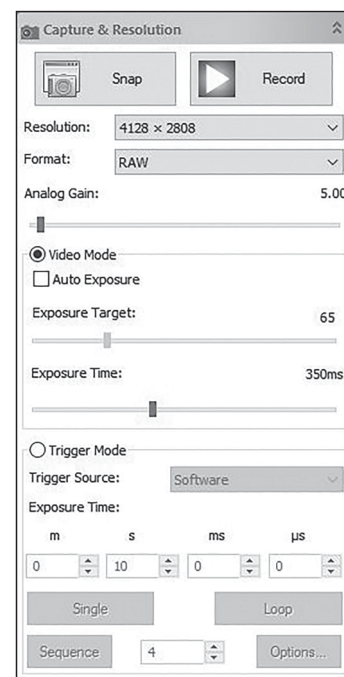 Capture & Resolution
Snap Record
Resolution: 4128 × 2808
Format: RAW
Analog Gain: 5.00
Video Mode
Auto Exposure
Exposure Target: 65
Exposure Time: 350ms
Trigger Mode
Trigger Source: Software
Exposure Time:
m s ms µs
0 10 0 0
Single Loop
Sequence 4 Options...